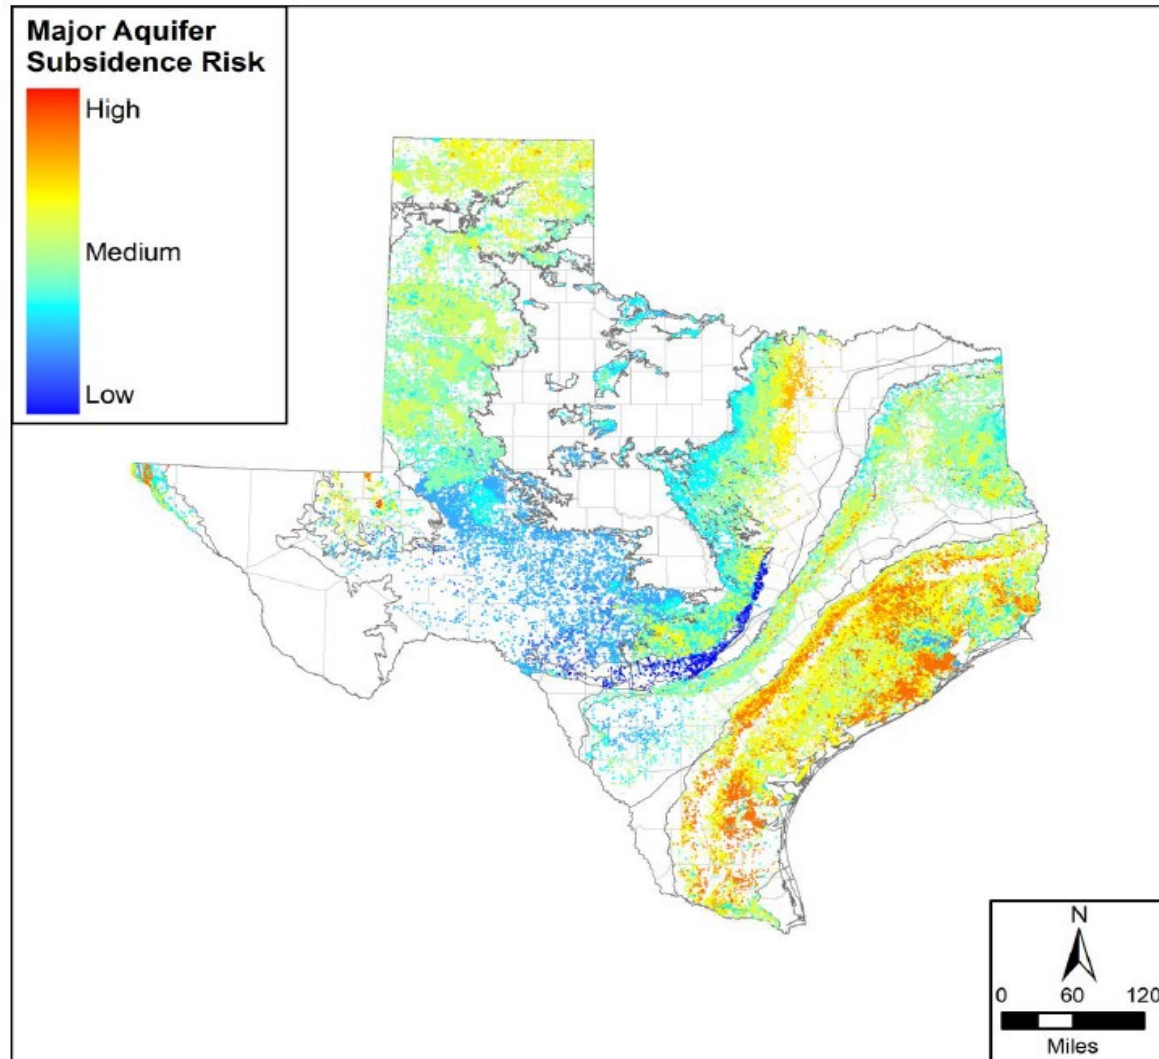 Major Aquifer
Subsidence Risk
High
Medium
Low
N
0 60 120
Miles